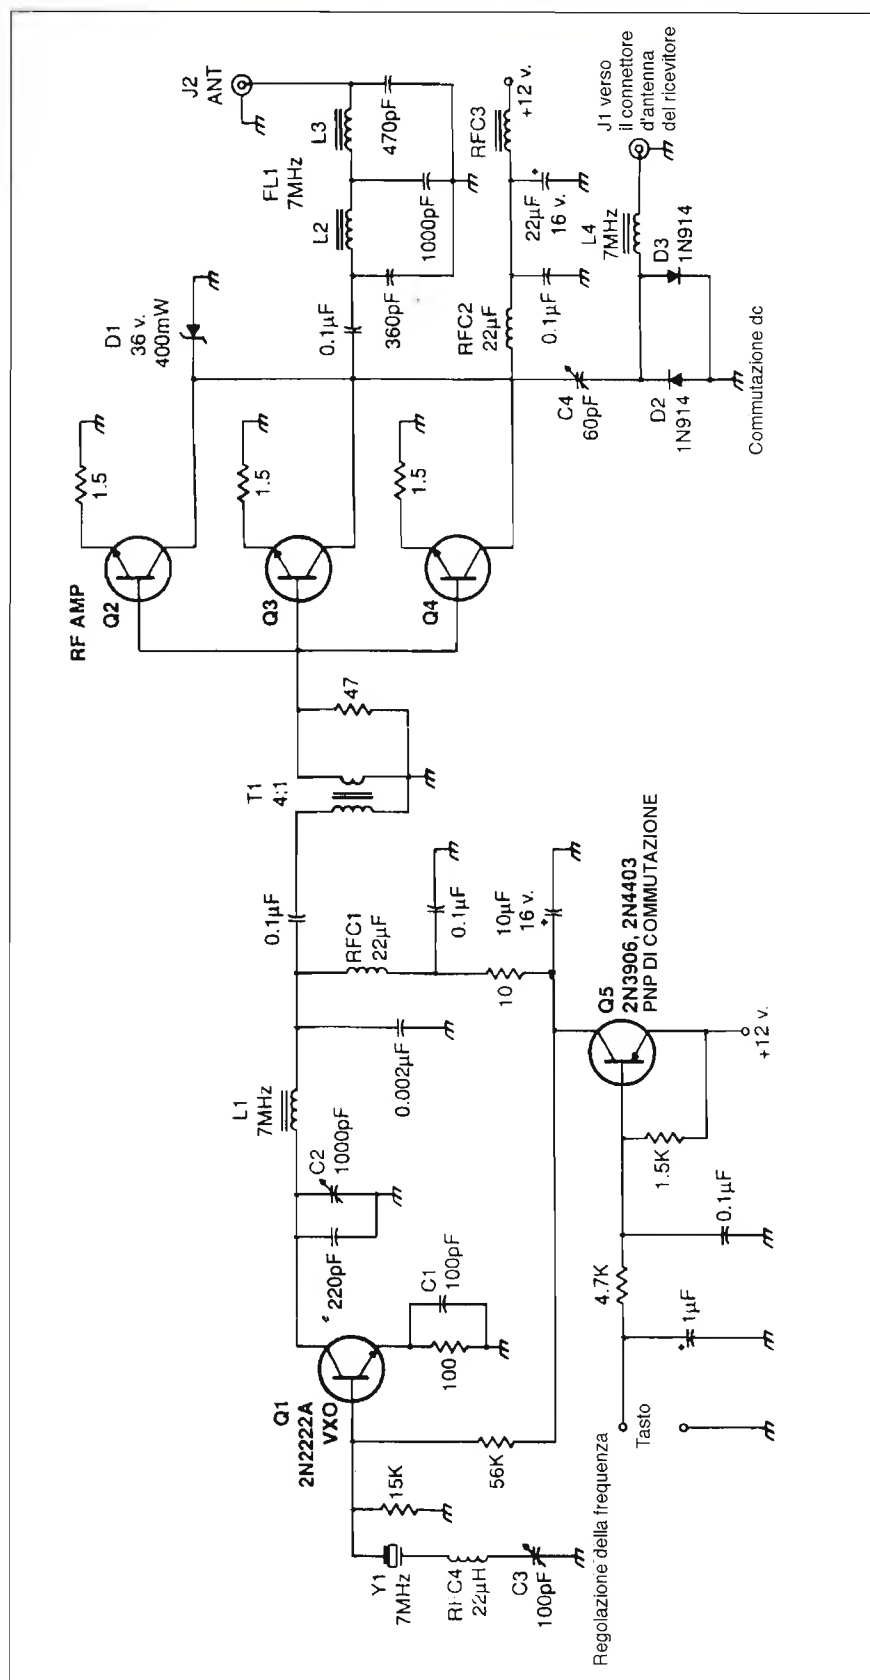 Y1
7MHz
RFC4
22µH
C3
100pF
15K
Q1
2N2222A
VXO
56K
100
C1
100pF
220pF
C2
1000pF
L1
7MHz
0.002µF
RFC1
22µF
0.1µF
0.1µF
10
10µF
16 v.
T1
4:1
47
RF AMP
Q2
Q3
Q4
1.5
1.5
1.5
D1
36 v.
400mW
0.1µF
360pF
L2
1000pF
FL1
7MHz
L3
470pF
J2
ANT
RFC2
22µF
0.1µF
22µF
16 v.
RFC3
+12 v.
C4
60pF
D2
1N914
D3
1N914
L4
7MHz
J1 verso
il connettore
d'antenna
del ricevitore
Commutazione dc
Regolazione della frequenza
Tasto
1µF
4.7K
0.1µF
1.5K
Q5
2N3906, 2N4403
PNP DI COMMUTAZIONE
+12 v.